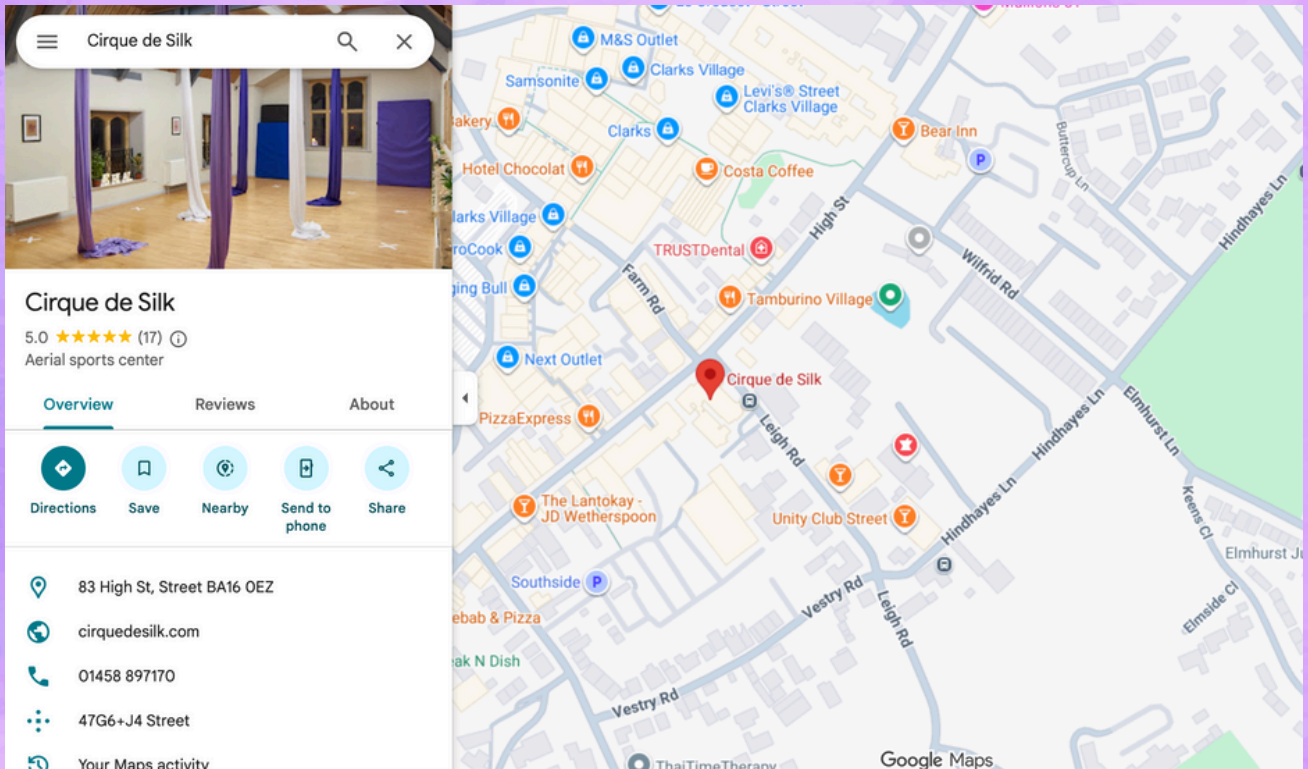 Cirque de Silk
Cirque de Silk
5.0 ★★★★★ (17)
Aerial sports center
Overview
Reviews
About
Directions
Save
Nearby
Send to
phone
Share
83 High St, Street BA16 0EZ
cirquedesilk.com
01458 897170
47G6+J4 Street
Your Maps activity
M&S Outlet
Samsonite
Clarks Village
Levi's® Street
Clarks Village
Clarks
Bear Inn
P
Hotel Chocolat
Costa Coffee
Buttercup Ln
Hindhayes Ln
High St
TRUSTDental
Farm Rd
Wilfrid Rd
Tamburino Village
Next Outlet
Cirque de Silk
PizzaExpress
Leigh Rd
Hindhayes Ln
Elmhurst Ln
The Lantokay -
JD Wetherspoon
Unity Club Street
Hindhayes Ln
Keens Cl
Southside P
Vestry Rd
Leigh Rd
Elmside Cl
Vestry Rd
ThaiTimeTherapy
Google Maps